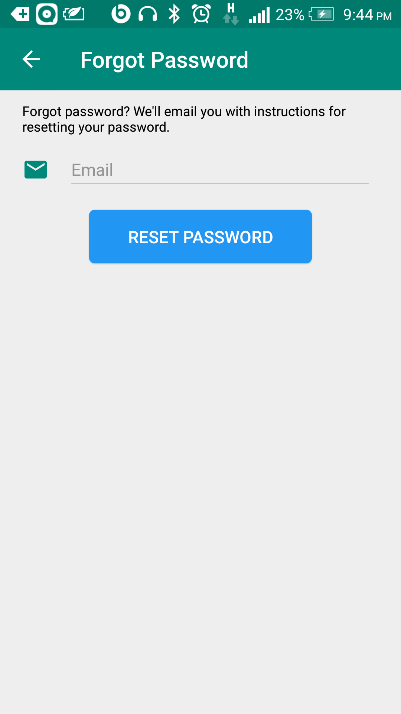 H 23% 9:44 PM
Forgot Password
Forgot password? We'll email you with instructions for
resetting your password.
Email
RESET PASSWORD